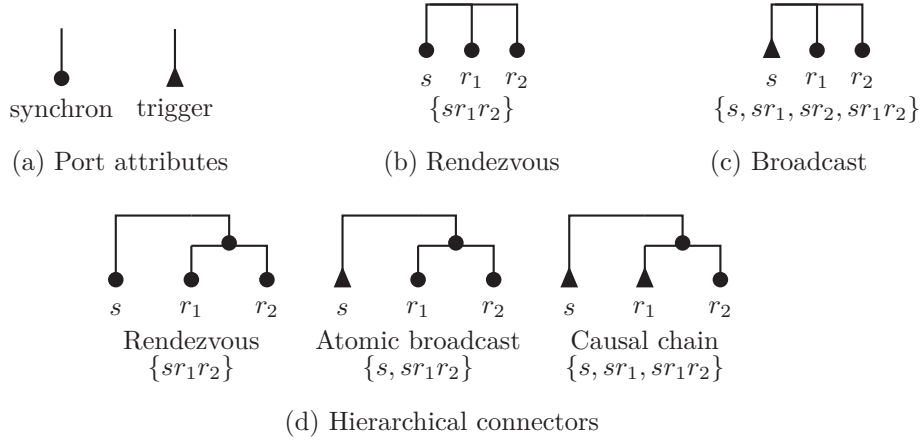 synchron trigger
(a) Port attributes
s r₁ r₂
{sr₁r₂}
(b) Rendezvous
s r₁ r₂
{s, sr₁, sr₂, sr₁r₂}
(c) Broadcast
s r₁ r₂
Rendezvous
{sr₁r₂}
s r₁ r₂
Atomic broadcast
{s, sr₁r₂}
s r₁ r₂
Causal chain
{s, sr₁, sr₁r₂}
(d) Hierarchical connectors